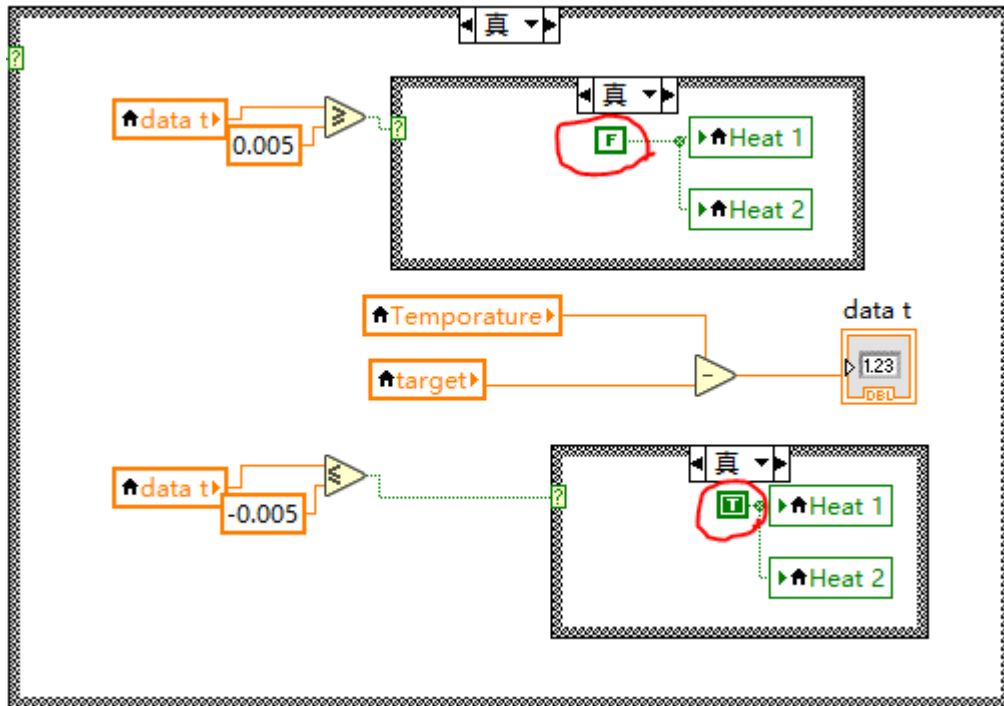 真
真
data t
0.005
F
Heat 1
Heat 2
Temporature
data t
target
1.23
DBL
真
data t
-0.005
T
Heat 1
Heat 2